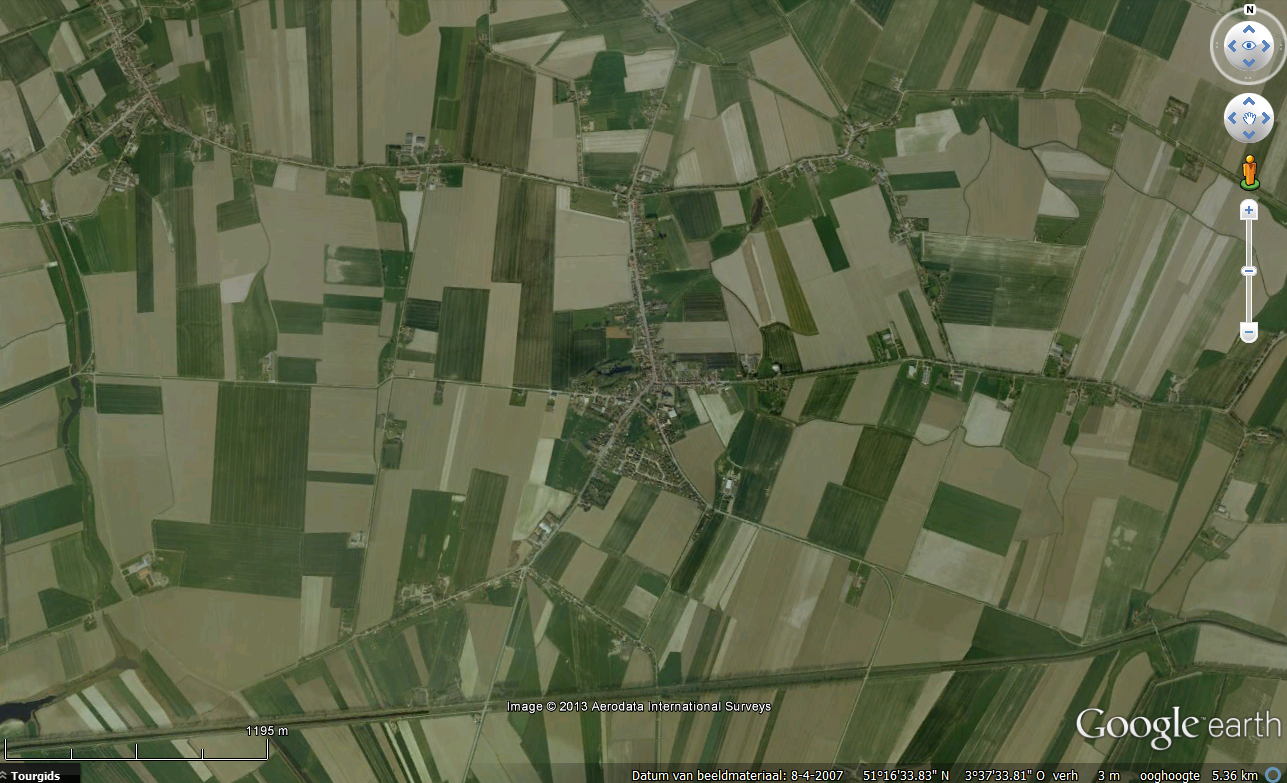 N
Image © 2013 Aerodata International Surveys
Google earth
1195 m
Tourgids
Datum van beeldmateriaal: 8-4-2007 51°16'33.83" N 3°37'33.81" O verh 3 m ooghoogte 5.36 km